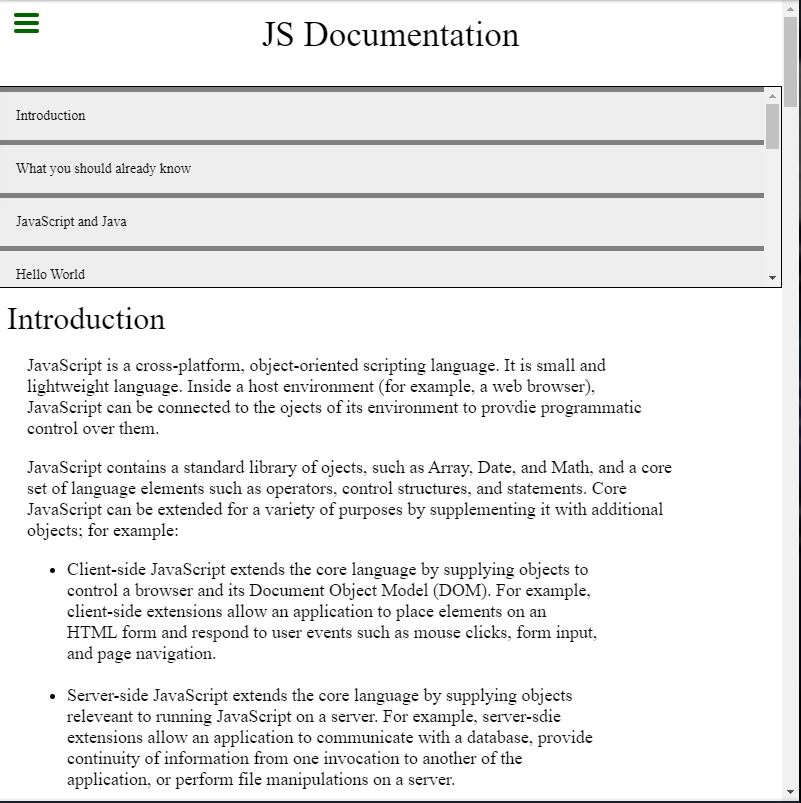 JS Documentation
Introduction
What you should already know
JavaScript and Java
Hello World
Introduction
JavaScript is a cross-platform, object-oriented scripting language. It is small and
lightweight language. Inside a host environment (for example, a web browser),
JavaScript can be connected to the ojects of its environment to provdie programmatic
control over them.
JavaScript contains a standard library of ojects, such as Array, Date, and Math, and a core
set of language elements such as operators, control structures, and statements. Core
JavaScript can be extended for a variety of purposes by supplementing it with additional
objects; for example:
• Client-side JavaScript extends the core language by supplying objects to
control a browser and its Document Object Model (DOM). For example,
client-side extensions allow an application to place elements on an
HTML form and respond to user events such as mouse clicks, form input,
and page navigation.
• Server-side JavaScript extends the core language by supplying objects
releveant to running JavaScript on a server. For example, server-sdie
extensions allow an application to communicate with a database, provide
continuity of information from one invocation to another of the
application, or perform file manipulations on a server.